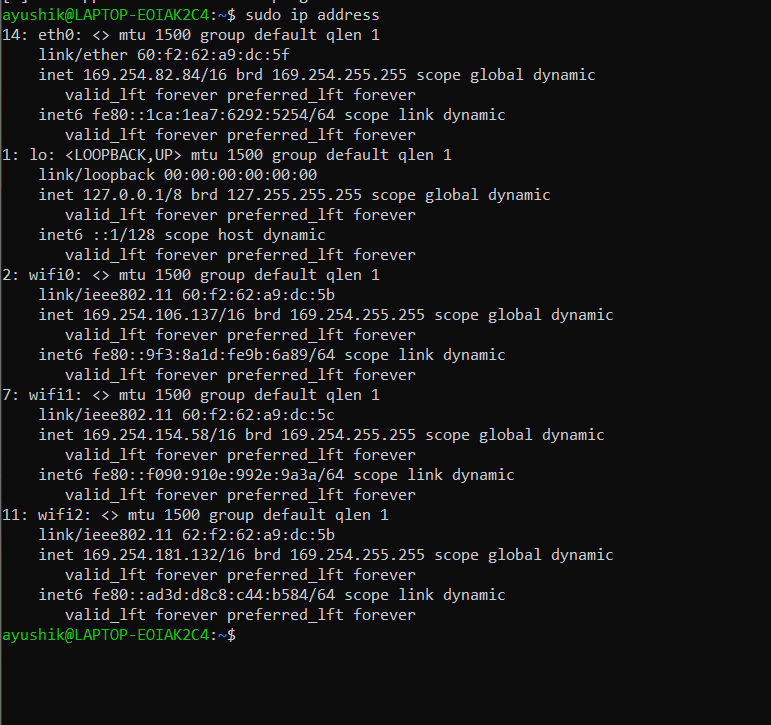 ayushik@LAPTOP-EOIAK2C4:~$ sudo ip address
14: eth0: <> mtu 1500 group default qlen 1
    link/ether 60:f2:62:a9:dc:5f
    inet 169.254.82.84/16 brd 169.254.255.255 scope global dynamic
       valid_lft forever preferred_lft forever
    inet6 fe80::1ca:1ea7:6292:5254/64 scope link dynamic
       valid_lft forever preferred_lft forever
1: lo: <LOOPBACK,UP> mtu 1500 group default qlen 1
    link/loopback 00:00:00:00:00:00
    inet 127.0.0.1/8 brd 127.255.255.255 scope global dynamic
       valid_lft forever preferred_lft forever
    inet6 ::1/128 scope host dynamic
       valid_lft forever preferred_lft forever
2: wifi0: <> mtu 1500 group default qlen 1
    link/ieee802.11 60:f2:62:a9:dc:5b
    inet 169.254.106.137/16 brd 169.254.255.255 scope global dynamic
       valid_lft forever preferred_lft forever
    inet6 fe80::9f3:8a1d:fe9b:6a89/64 scope link dynamic
       valid_lft forever preferred_lft forever
7: wifi1: <> mtu 1500 group default qlen 1
    link/ieee802.11 60:f2:62:a9:dc:5c
    inet 169.254.154.58/16 brd 169.254.255.255 scope global dynamic
       valid_lft forever preferred_lft forever
    inet6 fe80::f090:910e:992e:9a3a/64 scope link dynamic
       valid_lft forever preferred_lft forever
11: wifi2: <> mtu 1500 group default qlen 1
    link/ieee802.11 62:f2:62:a9:dc:5b
    inet 169.254.181.132/16 brd 169.254.255.255 scope global dynamic
       valid_lft forever preferred_lft forever
    inet6 fe80::ad3d:d8c8:c44:b584/64 scope link dynamic
       valid_lft forever preferred_lft forever
ayushik@LAPTOP-EOIAK2C4:~$